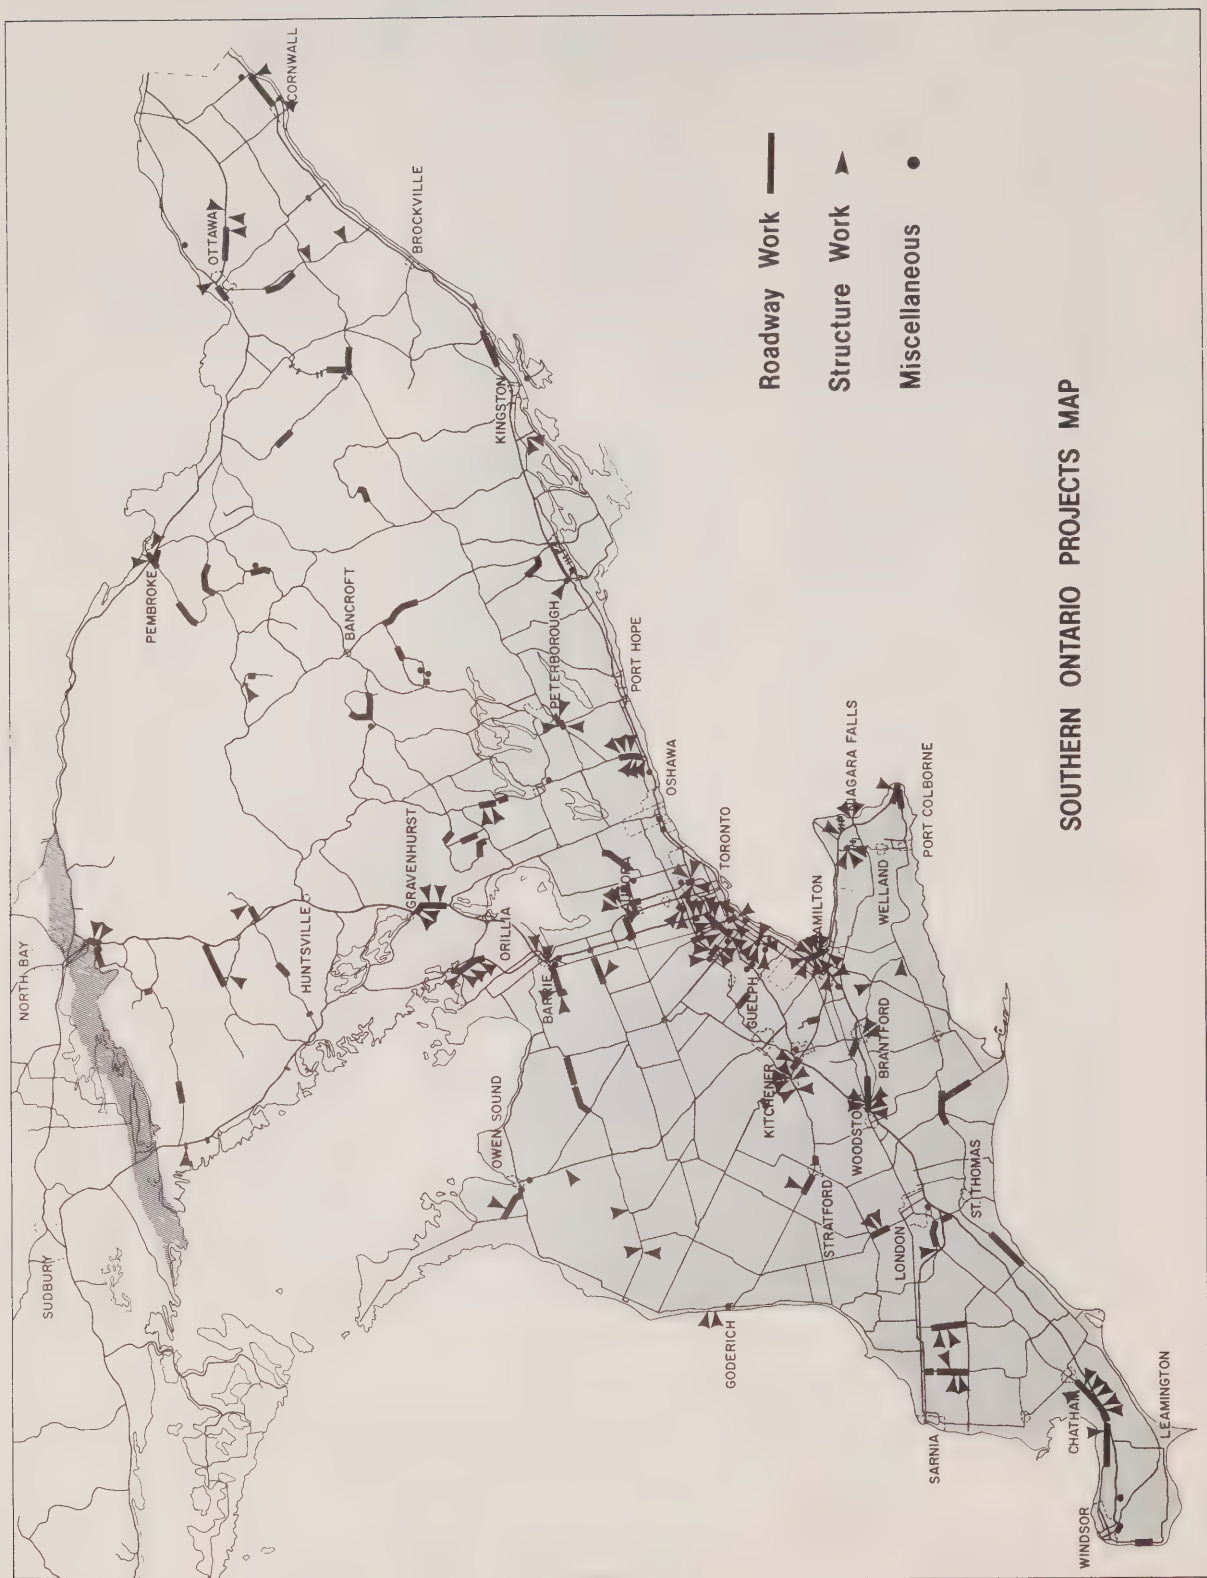 SOUTHERN ONTARIO PROJECTS MAP
Roadway Work
Structure Work
Miscellaneous
NORTH BAY
SUDBURY
PEMBROKE
OTTAWA
CORNWALL
BROCKVILLE
KINGSTON
BANCROFT
HUNTSVILLE
GRAVENHURST
ORILLIA
BARRIE
OWEN SOUND
PETERBOROUGH
PORT HOPE
OSHAWA
TORONTO
GUELPH
KITCHENER
HAMILTON
NIAGARA FALLS
WELLAND
PORT COLBORNE
BRANTFORD
WOODSTOCK
STRATFORD
GODERICH
LONDON
ST. THOMAS
SARNIA
CHATHAM
WINDSOR
LEAMINGTON